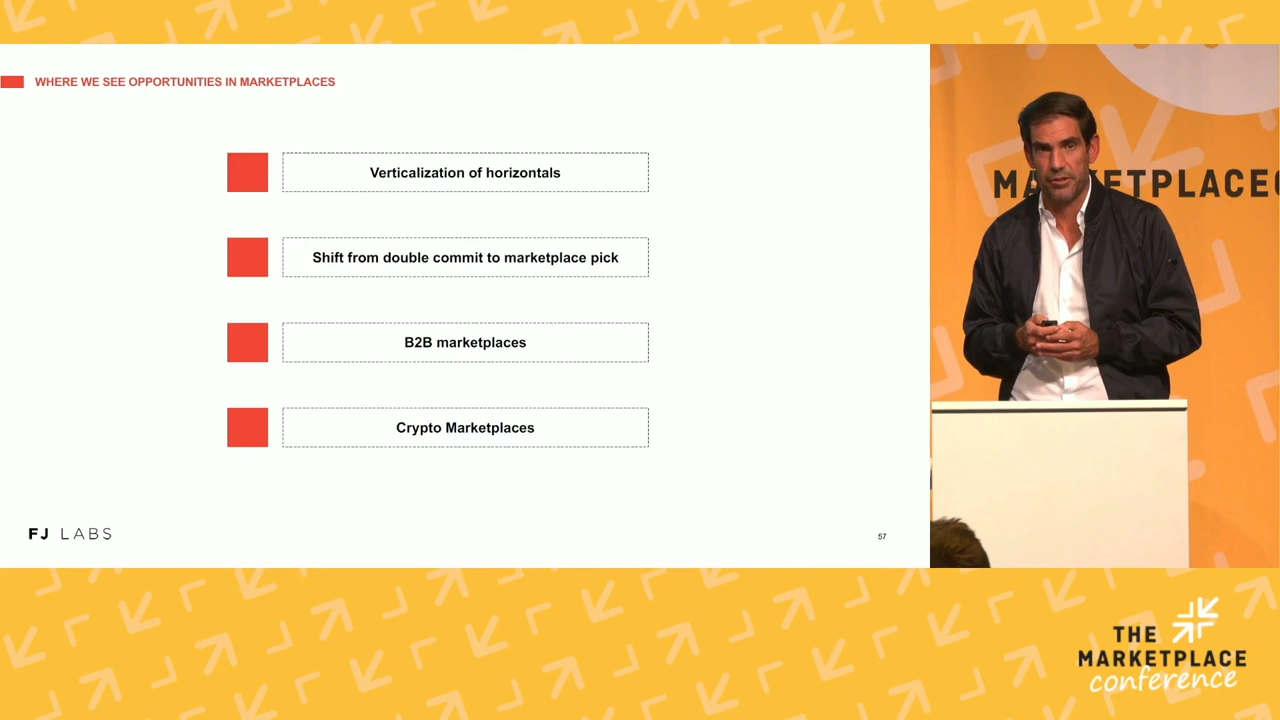 WHERE WE SEE OPPORTUNITIES IN MARKETPLACES
Verticalization of horizontals
Shift from double commit to marketplace pick
B2B marketplaces
Crypto Marketplaces
FJ LABS
57
MARKETPLACE
THE
MARKETPLACE
conference